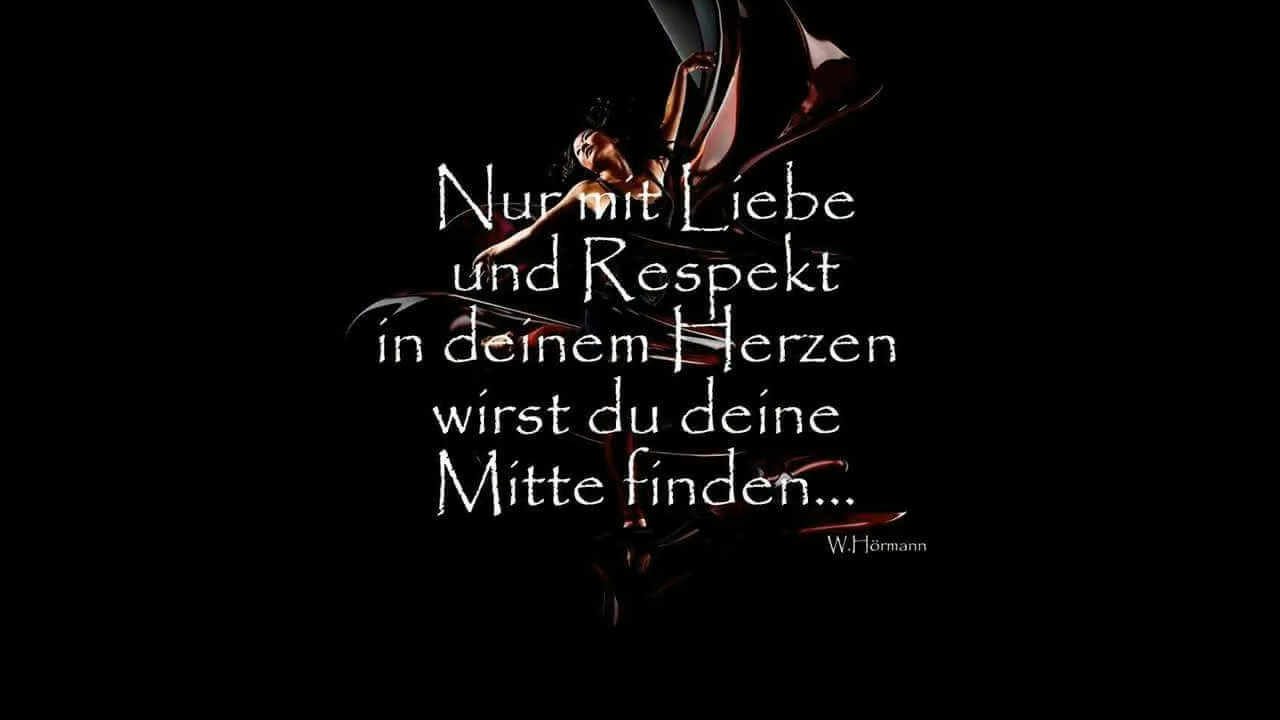 Nur mit Liebe
und Respekt
in deinem Herzen
wirst du deine
Mitte finden...
W.Hörmann